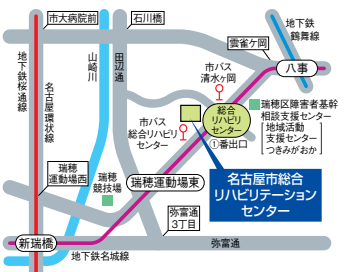 市大病院前
石川橋
地下鉄
鶴舞線
雲雀ケ岡
八事
市バス
清水ヶ岡
田辺通
山崎川
地下鉄桜通線
名古屋環状線
瑞穂区障害者基幹
相談支援センター
地域活動
支援センター
つきみがおか
総合
リハビリ
センター
市バス
総合リハビリ
センター
①番出口
瑞穂
運動場西
瑞穂
競技場
瑞穂運動場東
名古屋市総合
リハビリテーション
センター
弥富通
3丁目
新瑞橋
弥富通
地下鉄名城線